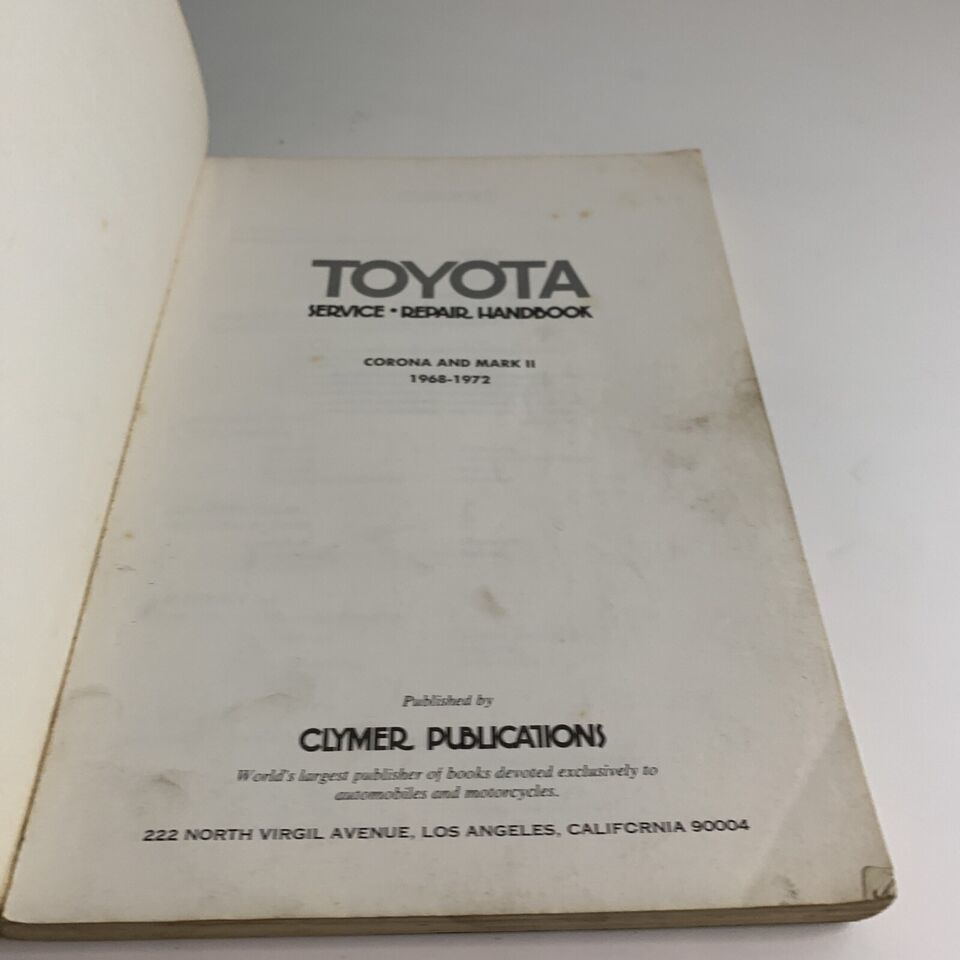 TOYOTA
SERVICE • REPAIR HANDBOOK
CORONA AND MARK II
1968-1972
Published by
CLYMER PUBLICATIONS
World's largest publisher of books devoted exclusively to
automobiles and motorcycles.
222 NORTH VIRGIL AVENUE, LOS ANGELES, CALIFORNIA 90004